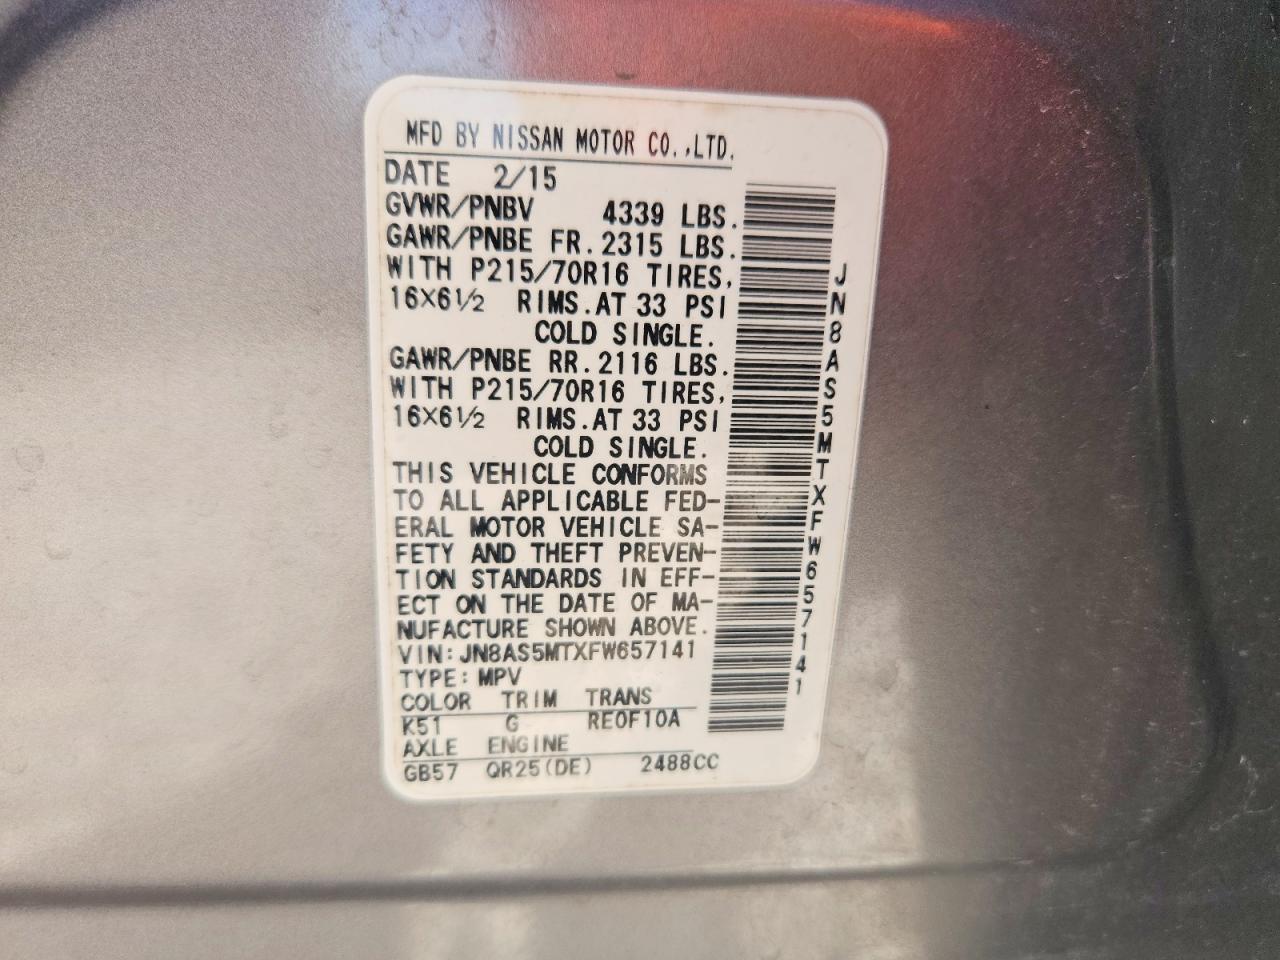 MFD BY NISSAN MOTOR CO.,LTD.
DATE 2/15
GVWR/PNBV 4339 LBS.
GAWR/PNBE FR.2315 LBS.
WITH P215/70R16 TIRES,
16×6½ RIMS.AT 33 PSI
COLD SINGLE.
GAWR/PNBE RR.2116 LBS.
WITH P215/70R16 TIRES,
16×6½ RIMS.AT 33 PSI
COLD SINGLE.
THIS VEHICLE CONFORMS
TO ALL APPLICABLE FED-
ERAL MOTOR VEHICLE SA-
FETY AND THEFT PREVEN-
TION STANDARDS IN EFF-
ECT ON THE DATE OF MA-
NUFACTURE SHOWN ABOVE.
VIN:JN8AS5MTXFW657141
TYPE:MPV
COLOR TRIM TRANS
K51 G RE0F10A
AXLE ENGINE
GB57 QR25(DE) 2488CC
JN8AS5MTXFW657141